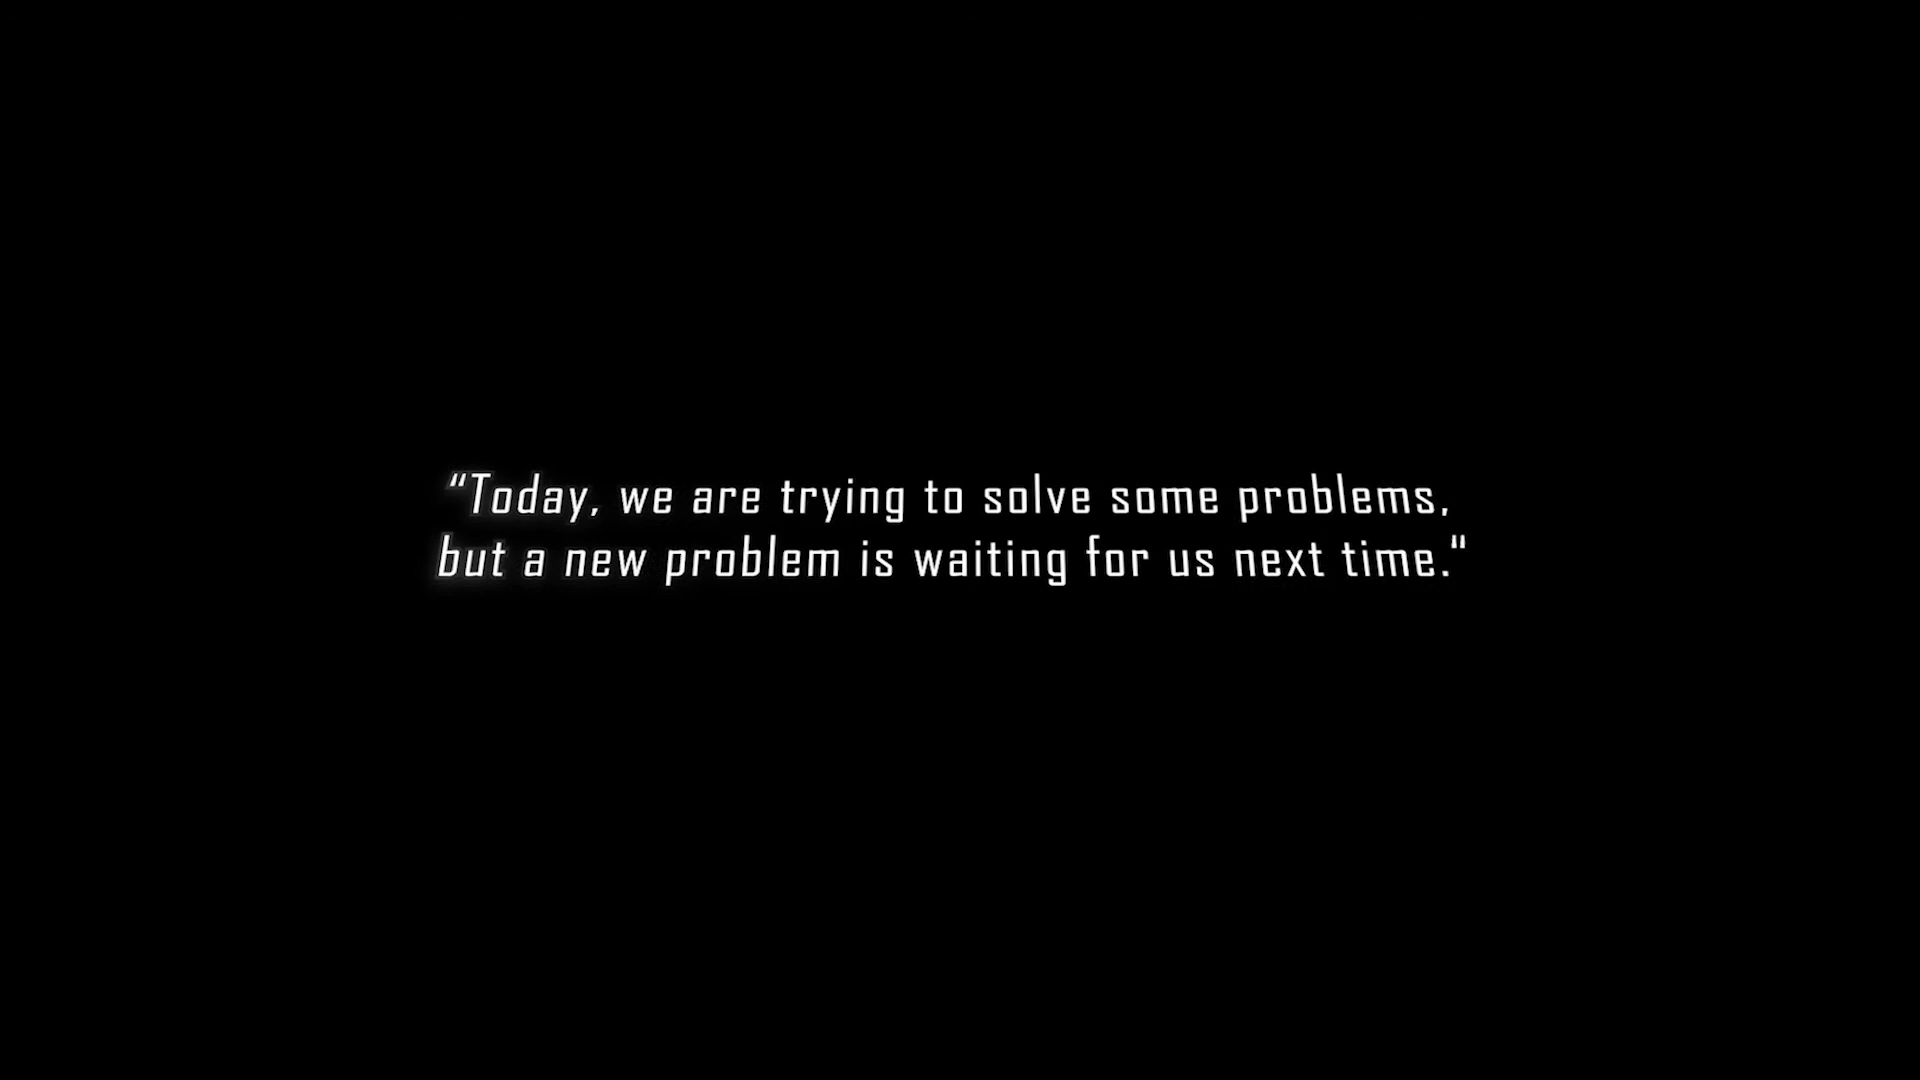 “Today, we are trying to solve some problems,
but a new problem is waiting for us next time."